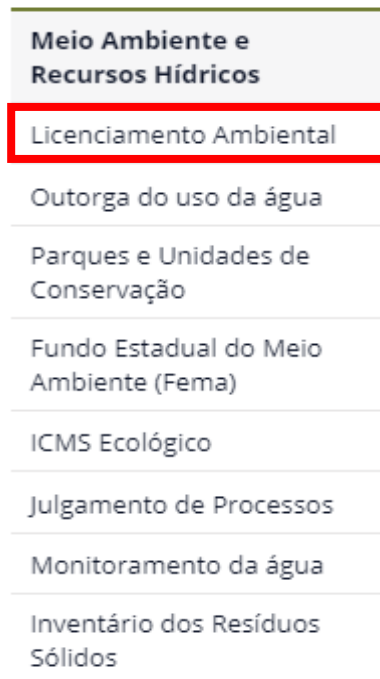 Meio Ambiente e
Recursos Hídricos
Licenciamento Ambiental
Outorga do uso da água
Parques e Unidades de
Conservação
Fundo Estadual do Meio
Ambiente (Fema)
ICMS Ecológico
Julgamento de Processos
Monitoramento da água
Inventário dos Resíduos
Sólidos